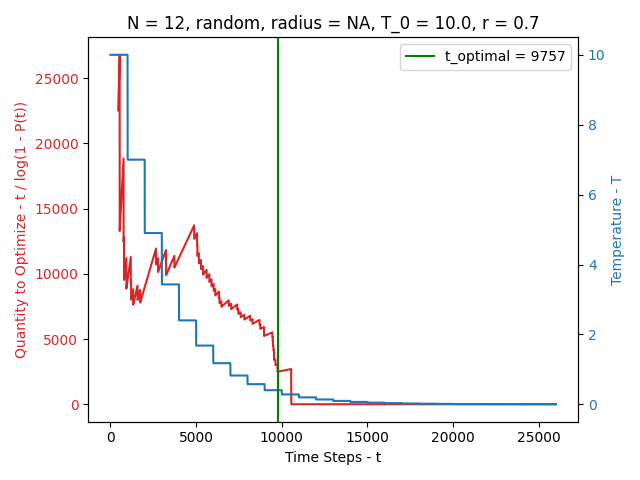 N = 12, random, radius = NA, T_0 = 10.0, r = 0.7
t_optimal = 9757
Quantity to Optimize - t / log(1 - P(t))
25000
20000
15000
10000
5000
0
10
8
6
4
2
0
Temperature - T
0 5000 10000 15000 20000 25000
Time Steps - t